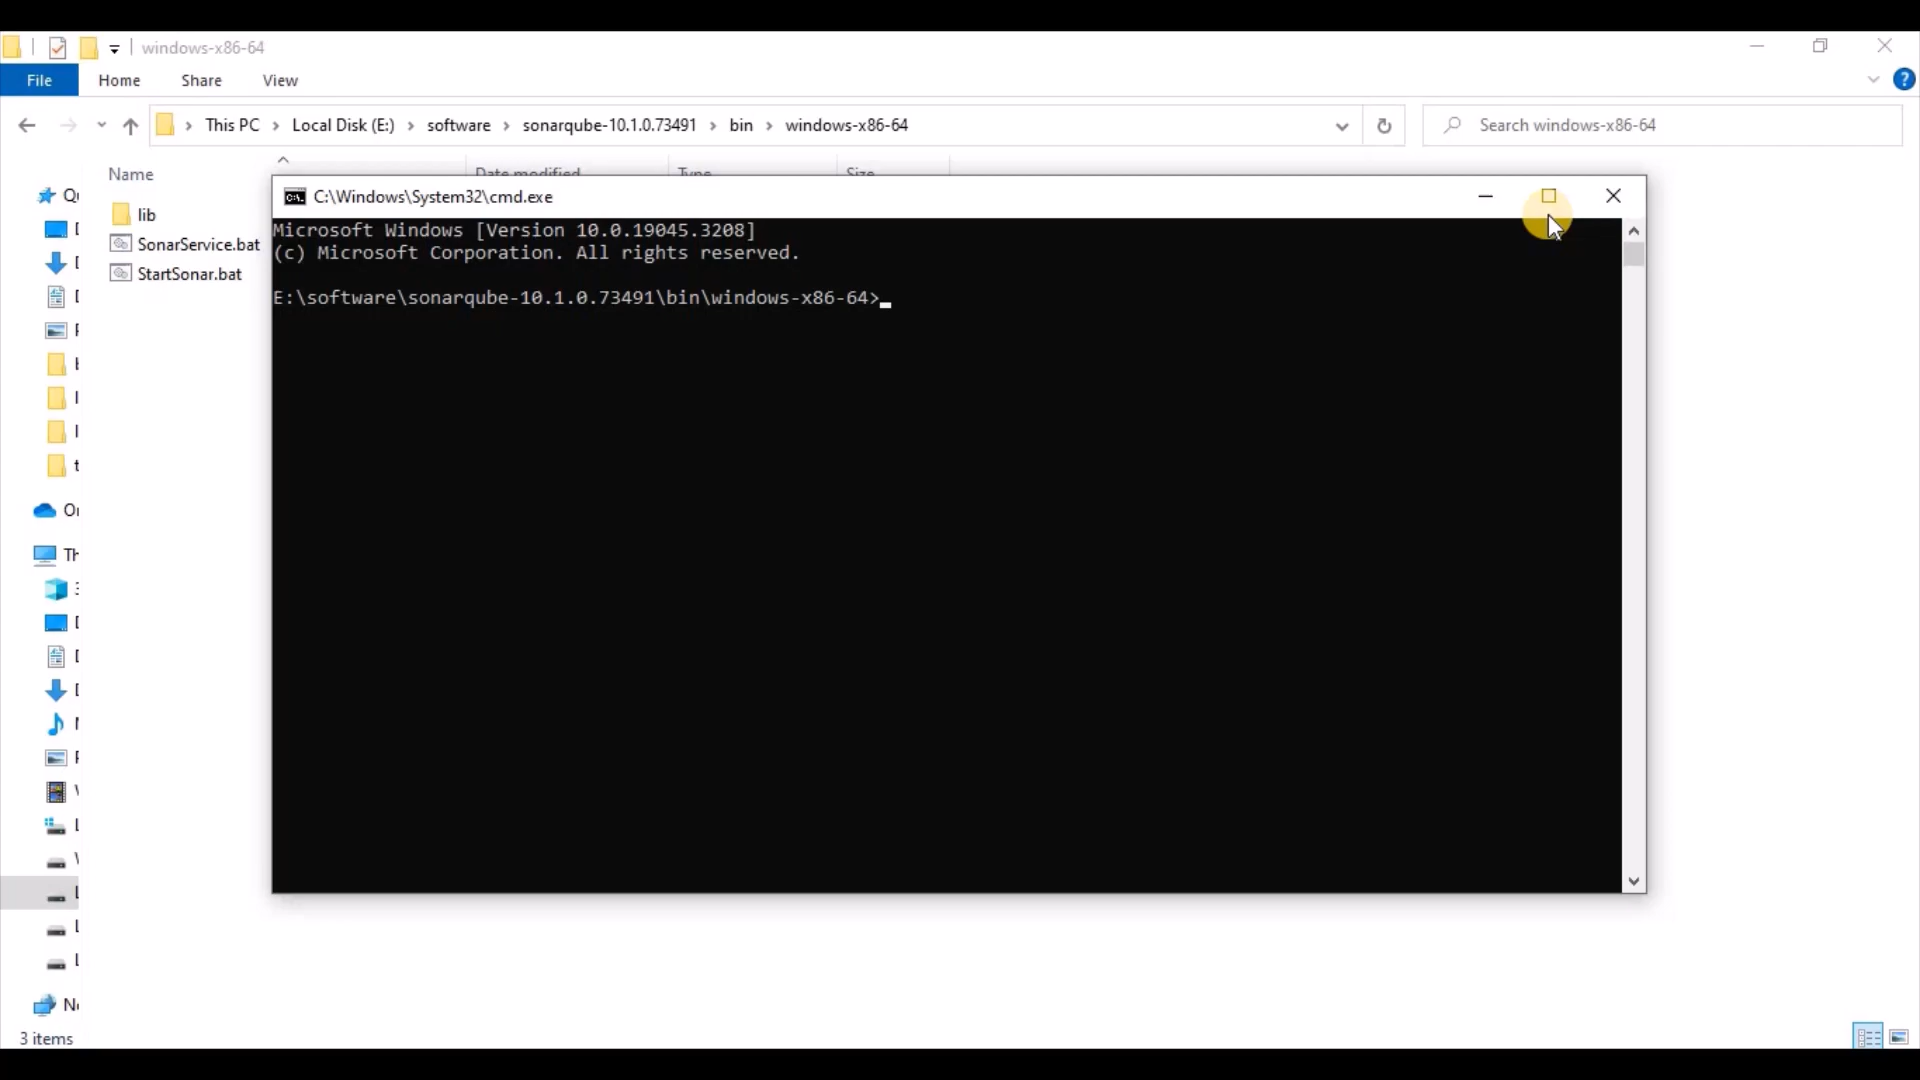 windows-x86-64
File Home Share View
This PC Local Disk (E:) software sonarqube-10.1.0.73491 bin windows-x86-64
Search windows-x86-64
Name Date modified Type Size
lib
SonarService.bat
StartSonar.bat
C:\Windows\System32\cmd.exe
Microsoft Windows [Version 10.0.19045.3208]
(c) Microsoft Corporation. All rights reserved.
E:\software\sonarqube-10.1.0.73491\bin\windows-x86-64>
3 items